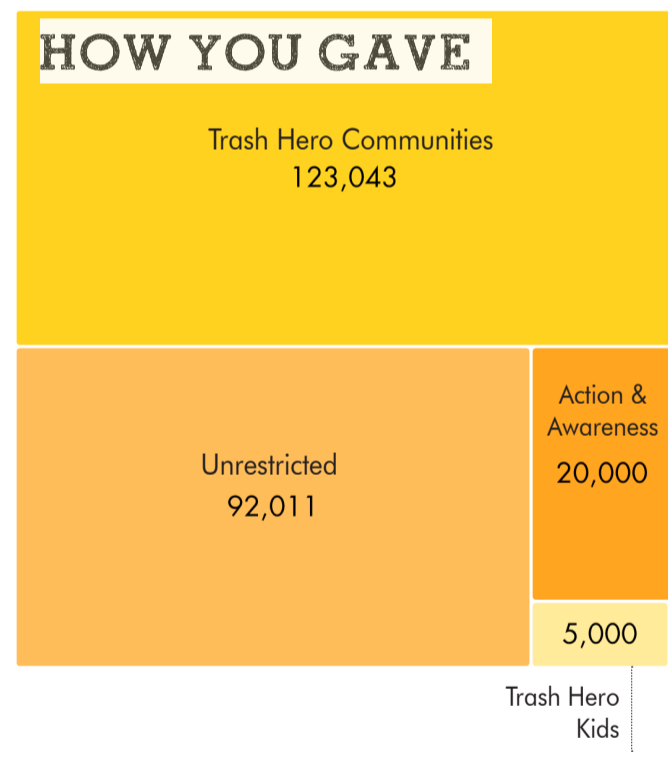 HOW YOU GAVE
Trash Hero Communities
123,043
Unrestricted
92,011
Action &
Awareness
20,000
5,000
Trash Hero
Kids